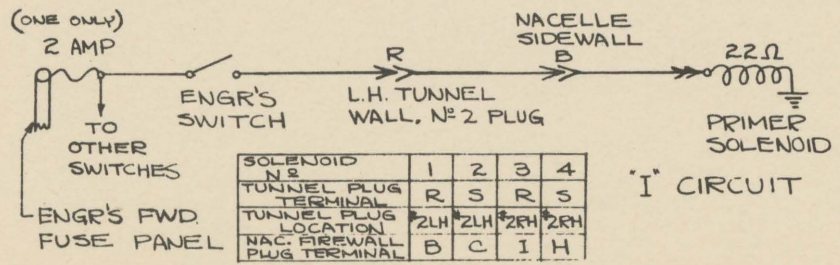 (ONE ONLY)
2 AMP
TO
OTHER
SWITCHES
ENGR'S FWD.
FUSE PANEL
ENGR'S
SWITCH
R
L.H. TUNNEL
WALL, Nº 2 PLUG
NACELLE
SIDEWALL
B
22Ω
PRIMER
SOLENOID
"I" CIRCUIT
SOLENOID Nº 1 2 3 4
TUNNEL PLUG TERMINAL R S R S
TUNNEL PLUG LOCATION #2LH #2LH #2RH #2RH
NAC. FIREWALL PLUG TERMINAL B C I H